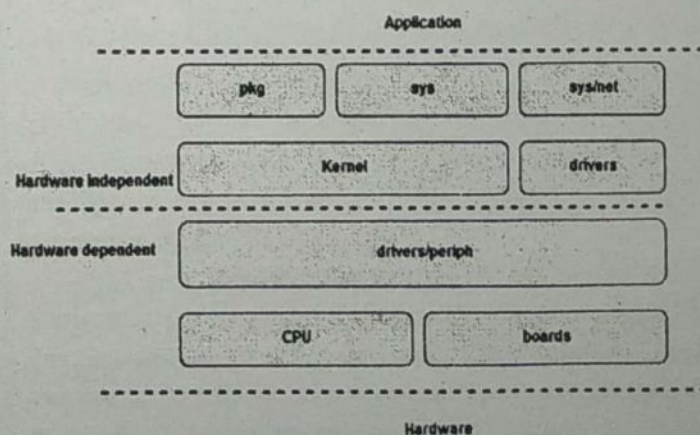 Application
pkg sys sys/net
Kernel drivers
Hardware independent
Hardware dependent
drivers/periph
CPU boards
Hardware